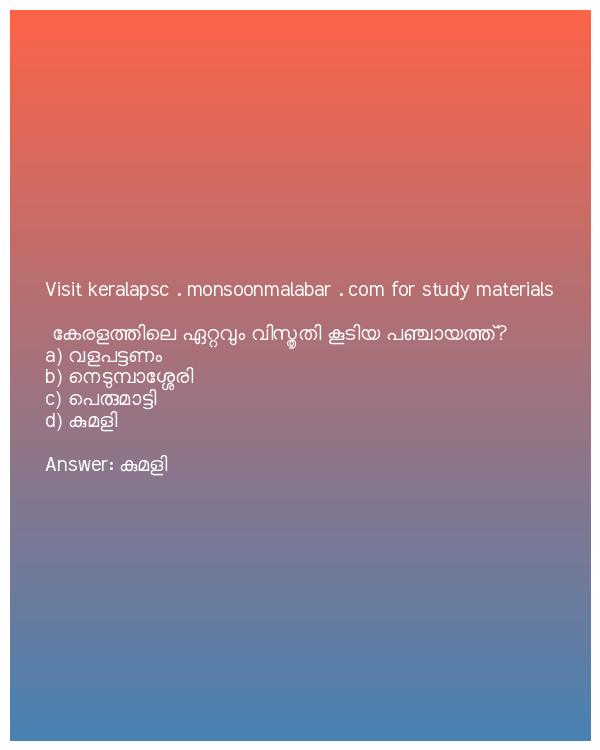 Visit keralapsc . monsoonmalabar . com for study materials
കേരളത്തിലെ ഏറ്റവും വിസ്തൃതി കൂടിയ പഞ്ചായത്ത്?
a) വളപട്ടണം
b) നെടുമ്പാശ്ശേരി
c) പെരുമാട്ടി
d) കുമളി
Answer: കുമളി